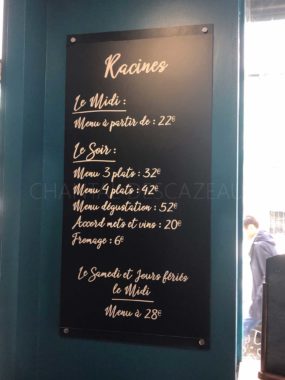 Racines
Le Midi :
Menu à partir de : 22€
Le Soir :
Menu 3 plats : 32€
Menu 4 plats : 42€
Menu dégustation : 52€
Accord mets et vins : 20€
Fromage : 6€
Le Samedi et Jours fériés
le Midi
Menu à 28€